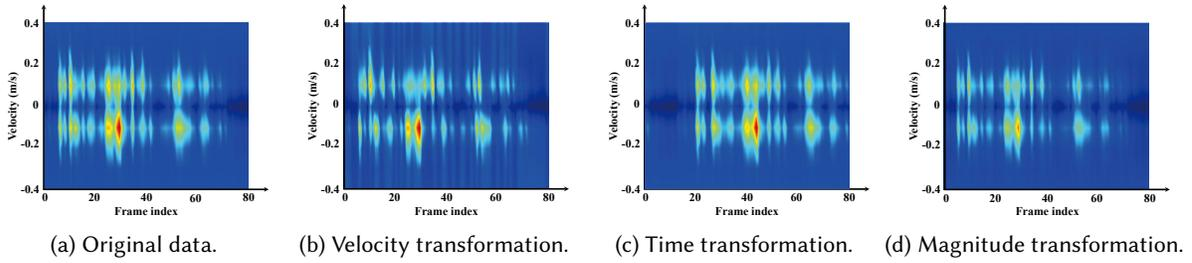 0.4
0.2
0
-0.2
-0.4
Velocity (m/s)
0 20 40 60 80
Frame index
(a) Original data.
0.4
0.2
0
-0.2
-0.4
Velocity (m/s)
0 10 20 30 40 50 60 80
Frame index
(b) Velocity transformation.
0.4
0.2
0
-0.2
-0.4
Velocity (m/s)
0 20 40 60 80
Frame index
(c) Time transformation.
0.4
0.2
0
-0.2
-0.4
Velocity (m/s)
0 20 40 60 80
Frame index
(d) Magnitude transformation.